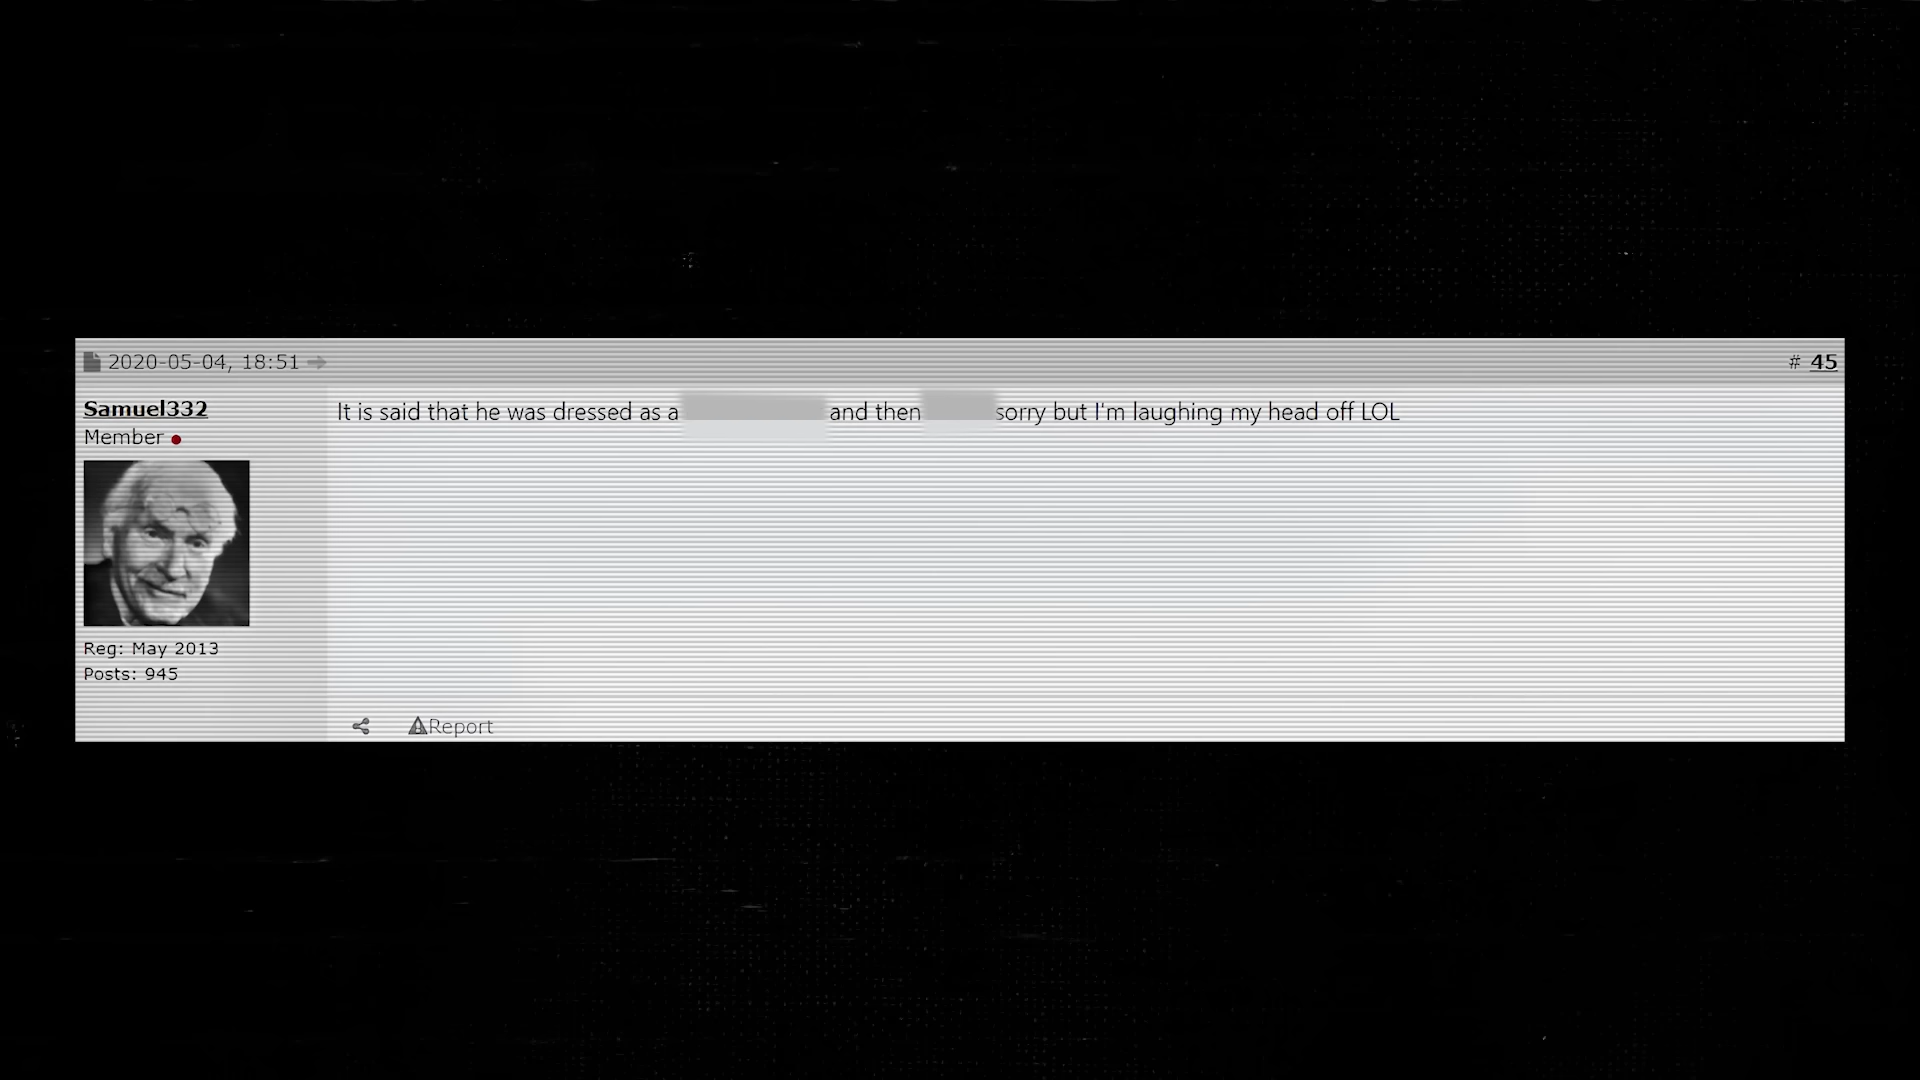 2020-05-04, 18:51
# 45
Samuel332
Member
It is said that he was dressed as a and then sorry but I'm laughing my head off LOL
Reg: May 2013
Posts: 945
Report